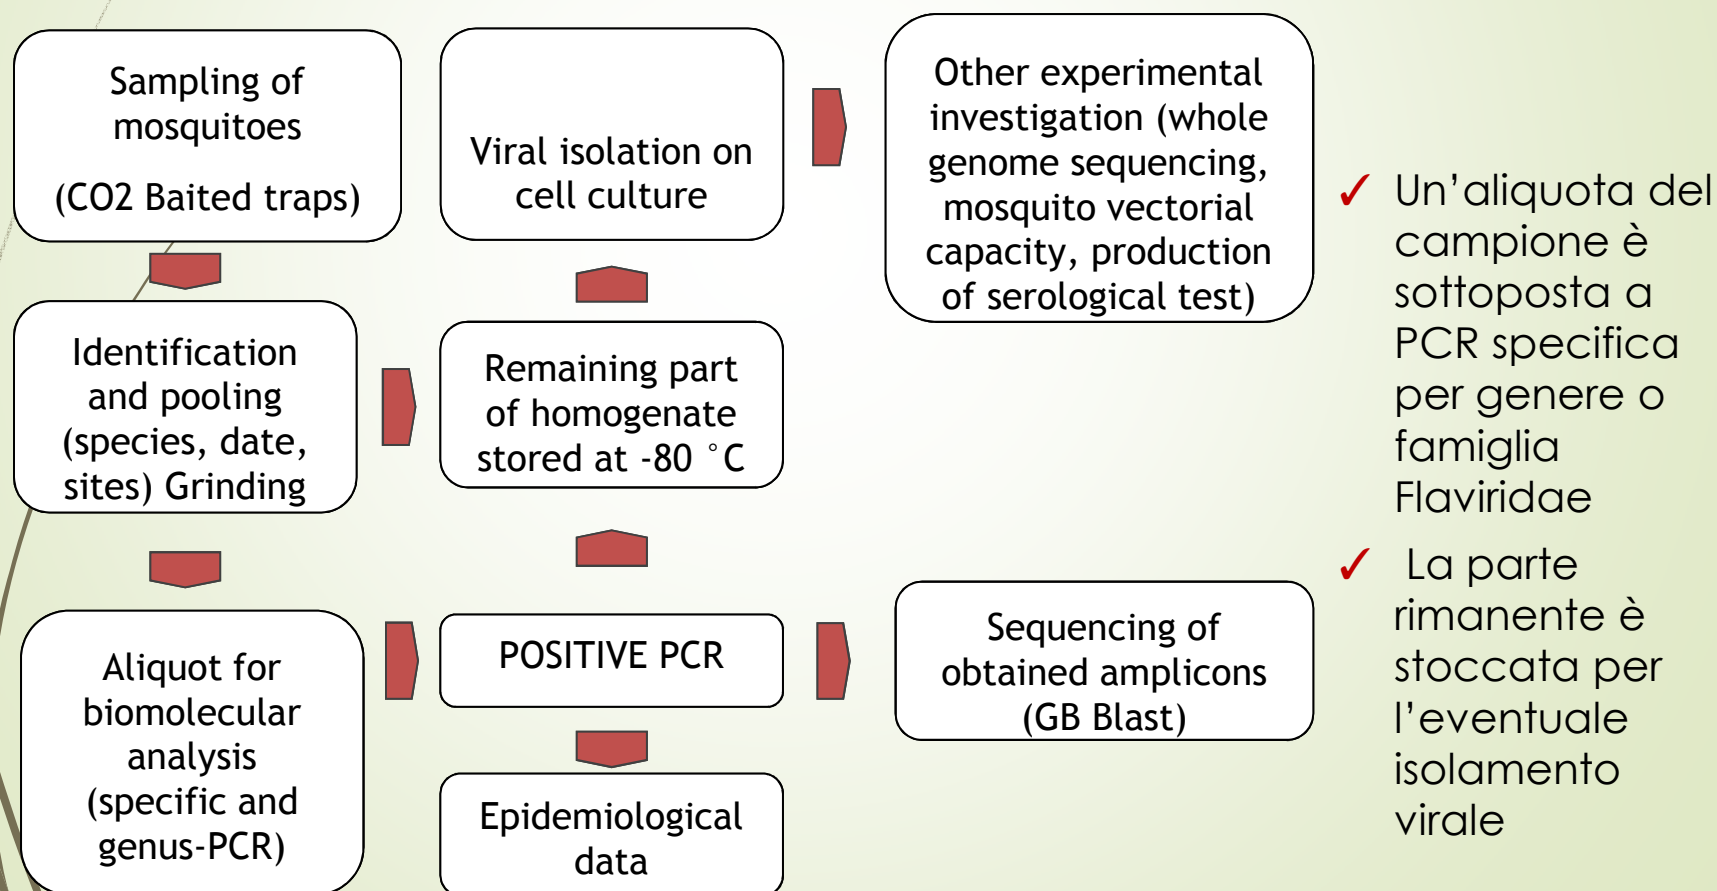 Sampling of
mosquitoes
(CO2 Baited traps)
Viral isolation on
cell culture
Other experimental
investigation (whole
genome sequencing,
mosquito vectorial
capacity, production
of serological test)
Identification
and pooling
(species, date,
sites) Grinding
Remaining part
of homogenate
stored at -80 °C
Aliquot for
biomolecular
analysis
(specific and
genus-PCR)
POSITIVE PCR
Sequencing of
obtained amplicons
(GB Blast)
Epidemiological
data
✓ Un’aliquota del
campione è
sottoposta a
PCR specifica
per genere o
famiglia
Flaviridae
✓ La parte
rimanente è
stoccata per
l’eventuale
isolamento
virale